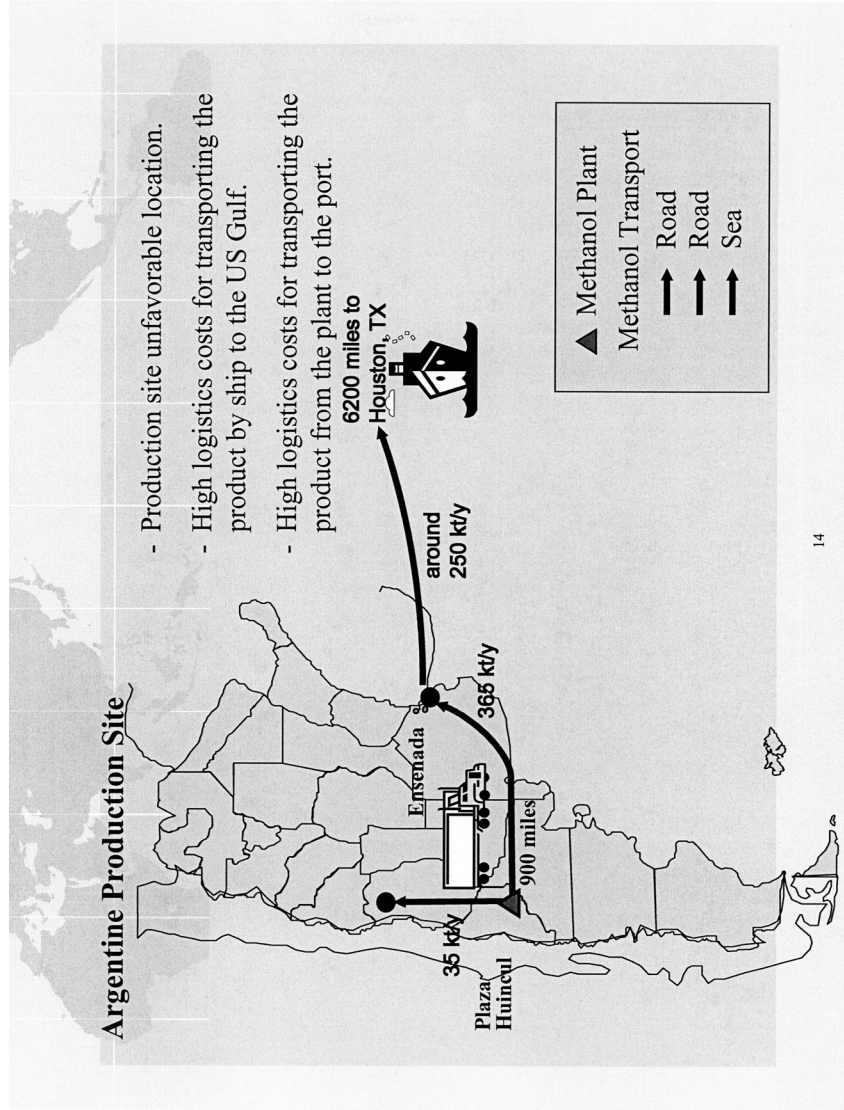 Argentine Production Site
- Production site unfavorable location.
- High logistics costs for transporting the
product by ship to the US Gulf.
- High logistics costs for transporting the
product from the plant to the port.
6200 miles to
Houston, TX
around
250 kt/y
365 kt/y
Ensenada
900 miles
35 kt/y
Plaza
Huincul
Methanol Plant
Methanol Transport
Road
Road
Sea
14